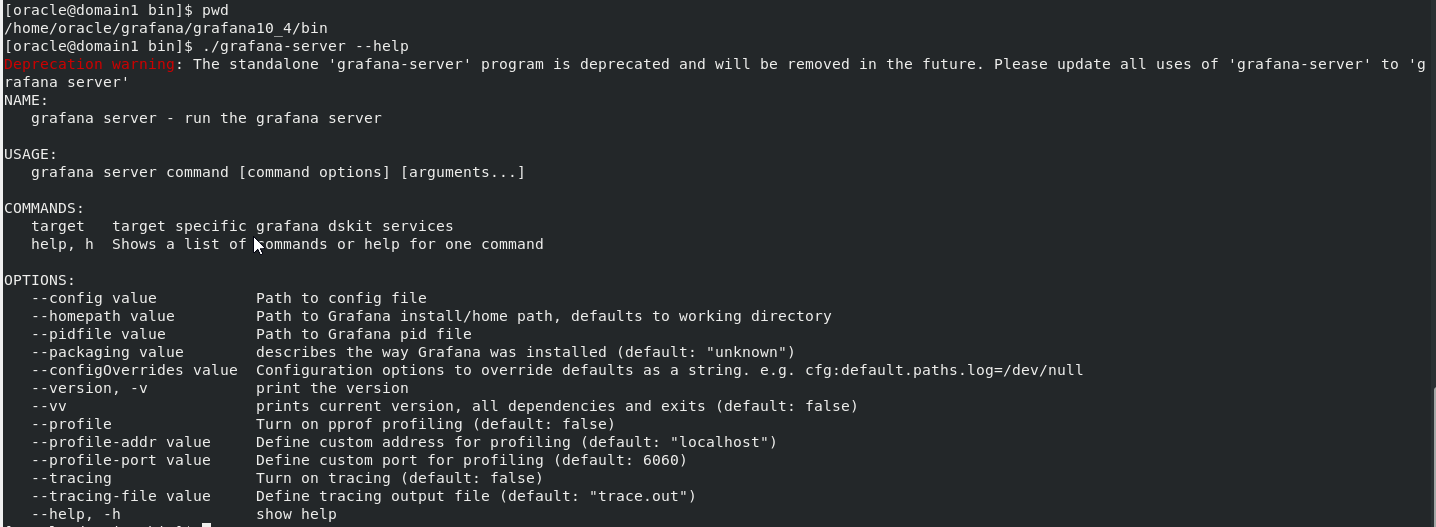 [oracle@domain1 bin]$ pwd
/home/oracle/grafana/grafana10_4/bin
[oracle@domain1 bin]$ ./grafana-server --help
Deprecation warning: The standalone 'grafana-server' program is deprecated and will be removed in the future. Please update all uses of 'grafana-server' to 'g
rafana server'
NAME:
   grafana server - run the grafana server

USAGE:
   grafana server command [command options] [arguments...]

COMMANDS:
   target   target specific grafana dskit services
   help, h  Shows a list of commands or help for one command

OPTIONS:
   --config value           Path to config file
   --homepath value         Path to Grafana install/home path, defaults to working directory
   --pidfile value          Path to Grafana pid file
   --packaging value        describes the way Grafana was installed (default: "unknown")
   --configOverrides value  Configuration options to override defaults as a string. e.g. cfg:default.paths.log=/dev/null
   --version, -v            print the version
   --vv                     prints current version, all dependencies and exits (default: false)
   --profile                Turn on pprof profiling (default: false)
   --profile-addr value     Define custom address for profiling (default: "localhost")
   --profile-port value     Define custom port for profiling (default: 6060)
   --tracing                Turn on tracing (default: false)
   --tracing-file value     Define tracing output file (default: "trace.out")
   --help, -h               show help